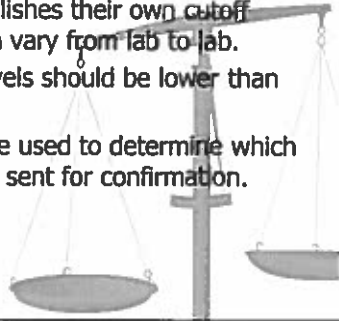 lishes their own cutoff
vary from lab to lab.
vels should be lower than
e used to determine which
sent for confirmation.